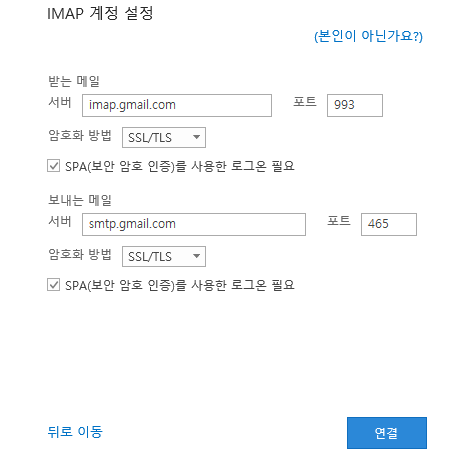 IMAP 계정 설정
(본인이 아닌가요?)
받는 메일
서버 imap.gmail.com 포트 993
암호화 방법 SSL/TLS
SPA(보안 암호 인증)를 사용한 로그온 필요
보내는 메일
서버 smtp.gmail.com 포트 465
암호화 방법 SSL/TLS
SPA(보안 암호 인증)를 사용한 로그온 필요
뒤로 이동 연결